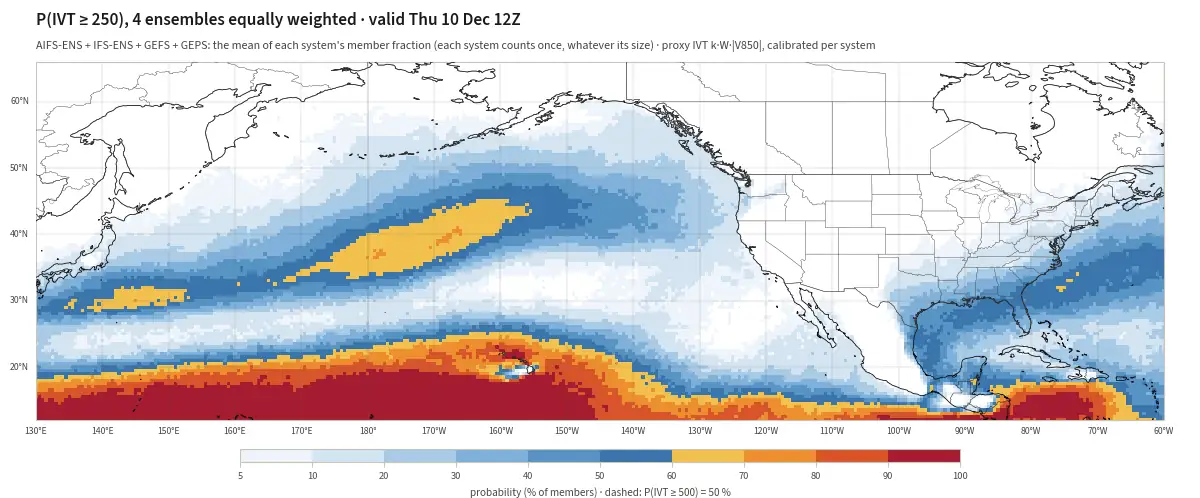 P(IVT ≥ 250), 4 ensembles equally weighted · valid Thu 10 Dec 12Z
AIFS-ENS + IFS-ENS + GEFS + GEPS: the mean of each system's member fraction (each system counts once, whatever its size) · proxy IVT k·W·|V850|, calibrated per system
60°N
50°N
40°N
30°N
20°N
130°E 140°E 150°E 160°E 170°E 180° 170°W 160°W 150°W 140°W 130°W 120°W 110°W 100°W 90°W 80°W 70°W 60°W
5 10 20 30 40 50 60 70 80 90 100
probability (% of members) · dashed: P(IVT ≥ 500) = 50 %